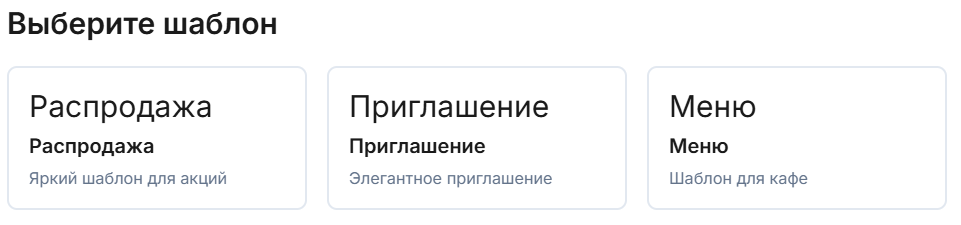 Выберите шаблон
Распродажа
Распродажа
Яркий шаблон для акций
Приглашение
Приглашение
Элегантное приглашение
Меню
Меню
Шаблон для кафе